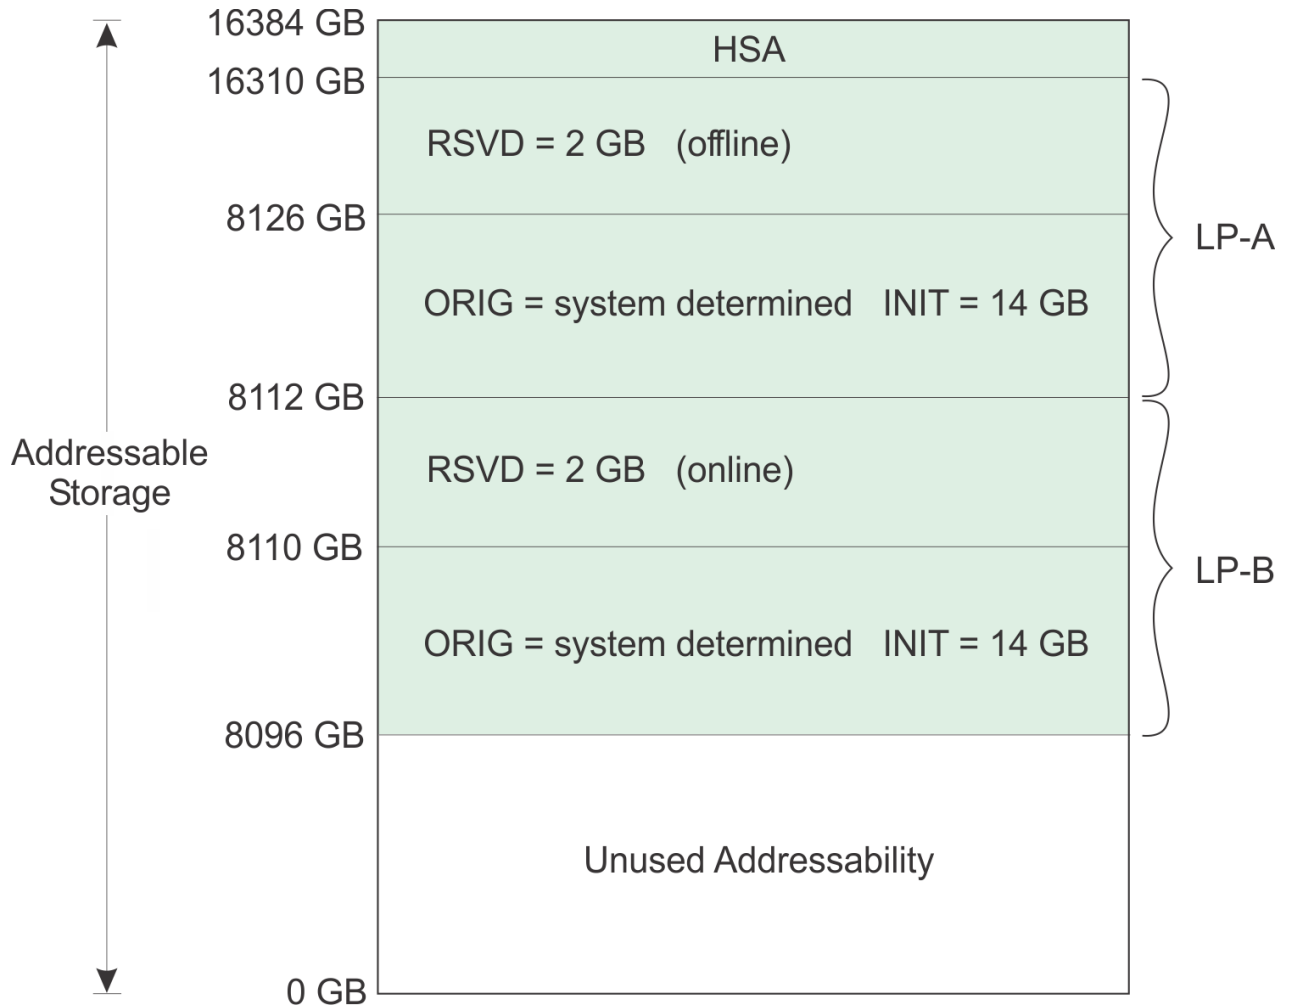 16384 GB
HSA
16310 GB
RSVD = 2 GB (offline)
8126 GB
LP-A
ORIG = system determined INIT = 14 GB
8112 GB
Addressable
Storage
RSVD = 2 GB (online)
8110 GB
LP-B
ORIG = system determined INIT = 14 GB
8096 GB
Unused Addressability
0 GB